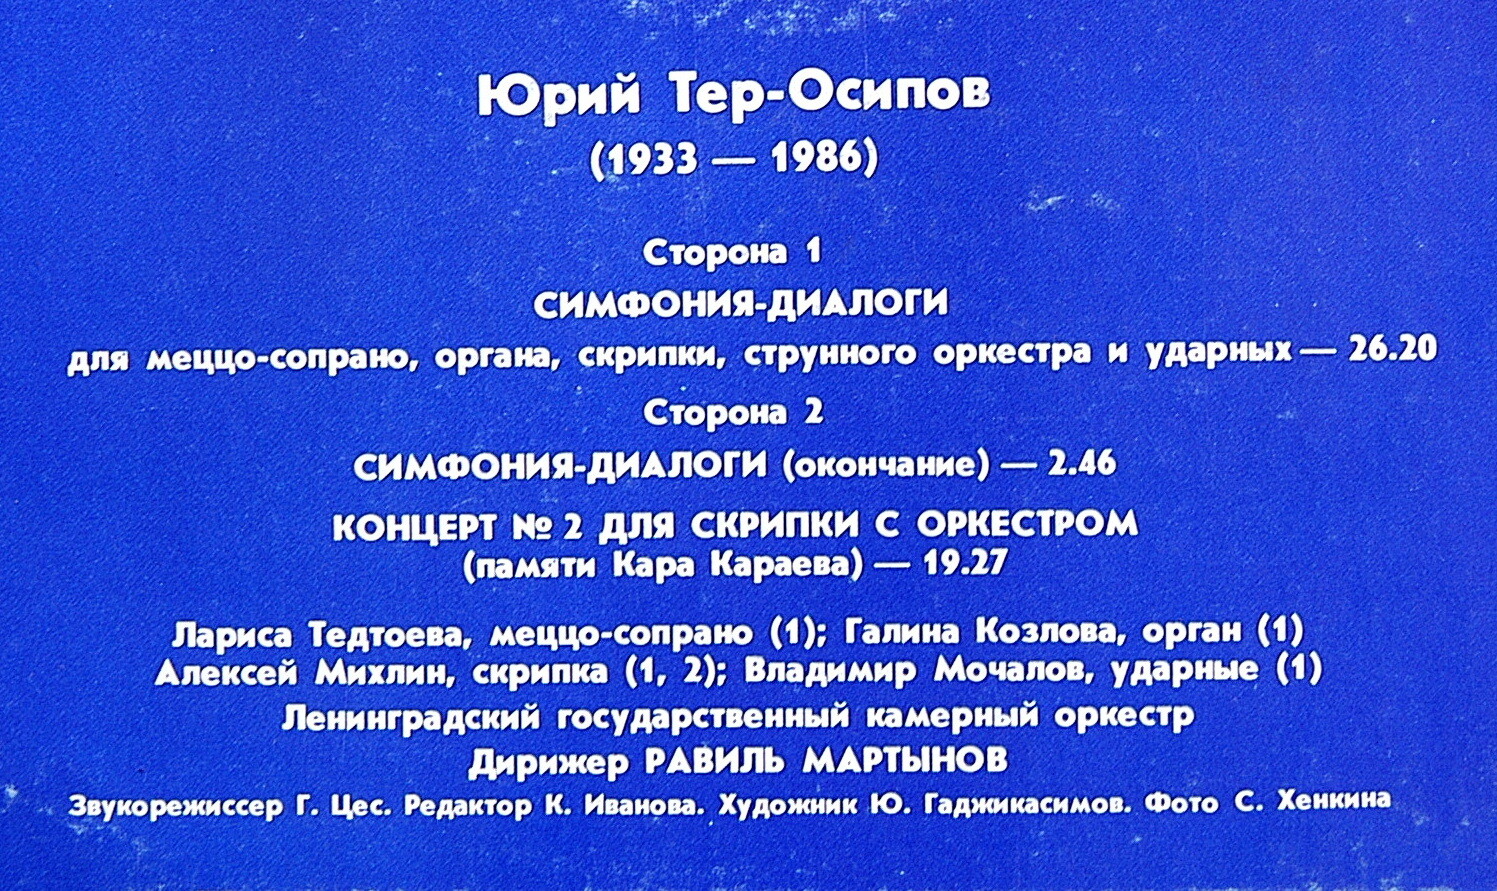 Юрий Тер-Осипов
(1933 — 1986)
Сторона 1
СИМФОНИЯ-ДИАЛОГИ
для меццо-сопрано, органа, скрипки, струнного оркестра и ударных — 26.20
Сторона 2
СИМФОНИЯ-ДИАЛОГИ (окончание) — 2.46
КОНЦЕРТ № 2 ДЛЯ СКРИПКИ С ОРКЕСТРОМ
(памяти Кара Караева) — 19.27
Лариса Тедтоева, меццо-сопрано (1); Галина Козлова, орган (1)
Алексей Михлин, скрипка (1, 2); Владимир Мочалов, ударные (1)
Ленинградский государственный камерный оркестр
Дирижер РАВИЛЬ МАРТЫНОВ
Звукорежиссер Г. Цес. Редактор К. Иванова. Художник Ю. Гаджикасимов. Фото С. Хенкина